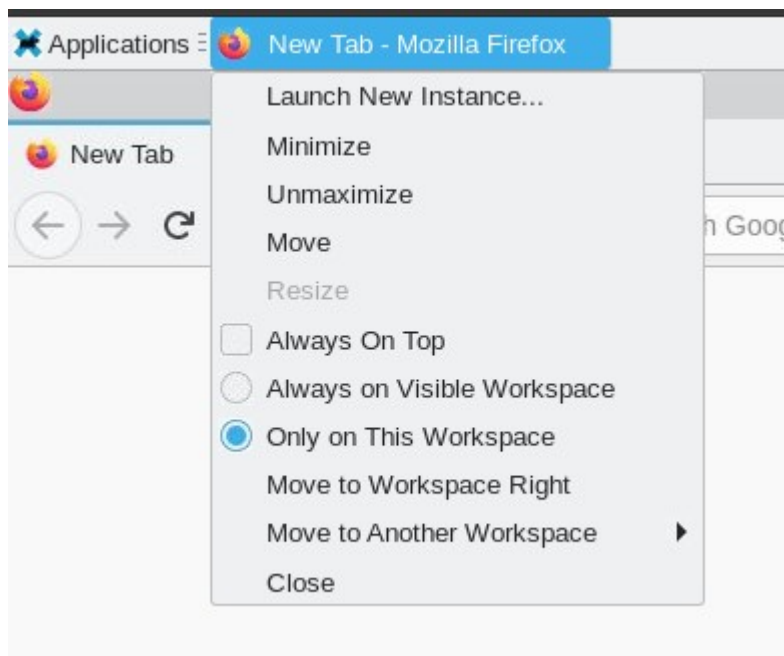 Applications New Tab - Mozilla Firefox
Launch New Instance...
New Tab
Minimize
Unmaximize
Move
h Goog
Resize
Always On Top
Always on Visible Workspace
Only on This Workspace
Move to Workspace Right
Move to Another Workspace
Close